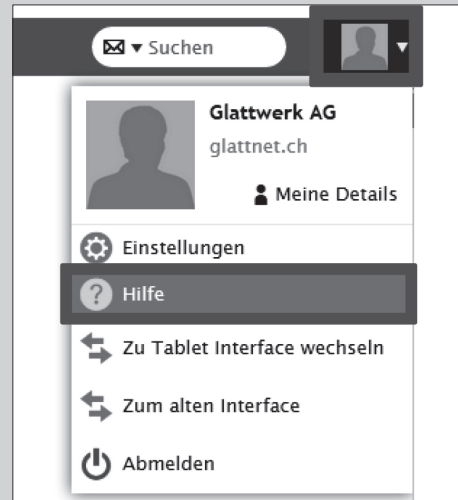 Suchen
Glattwerk AG
glattnet.ch
Meine Details
Einstellungen
? Hilfe
Zu Tablet Interface wechseln
Zum alten Interface
Abmelden